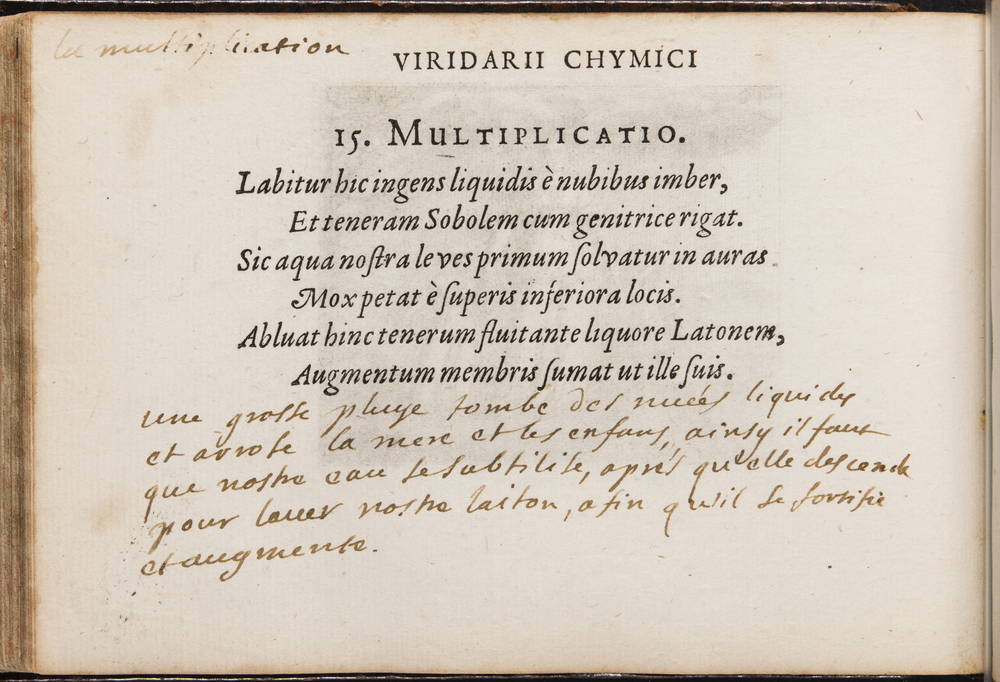 la multiplication
VIRIDARII CHYMICI
15. MULTIPLICATIO.
Labitur hic ingens liquidis è nubibus imber,
Et teneram Sobolem cum genitrice rigat.
Sic aqua noſtra leves primum ſolvatur in auras
Mox petat è ſuperis inferiora locis.
Abluat hinc tenerum fluitante liquore Latonem,
Augmentum membris ſumat ut ille ſuis.
une grosse pluye tombe des nuées liquides
et arrose la mere et les enfans, ainsy il faut
que nostre eau se subtilise, aprés qu'elle descende
pour laver nostre laiton, afin qu'il se fortifie
et augmente.